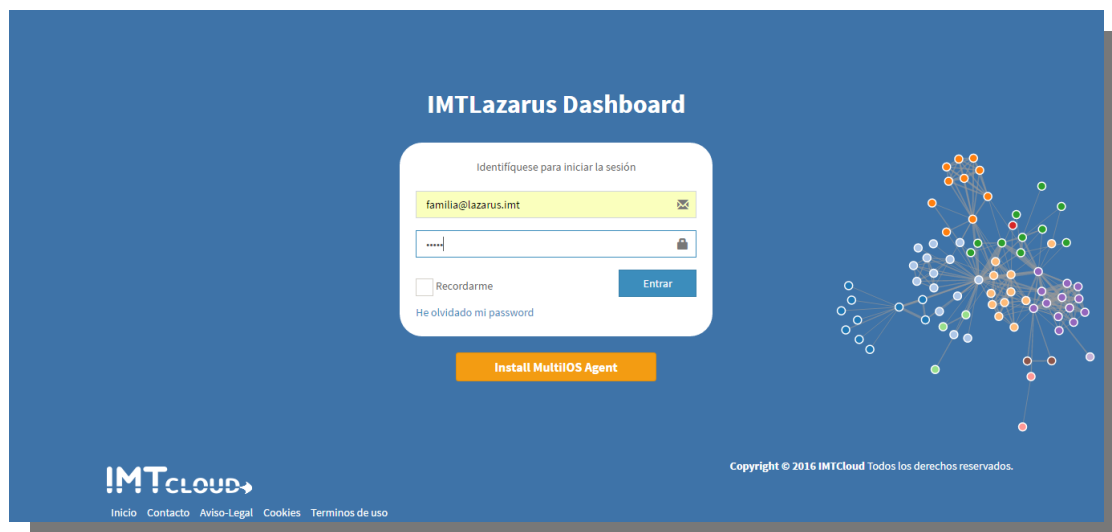 IMTLazarus Dashboard
Identifíquese para iniciar la sesión
familia@lazarus.imt
•••••
Recordarme
Entrar
He olvidado mi password
Install MultiIOS Agent
Copyright © 2016 IMTCloud Todos los derechos reservados.
IMTCLOUD
Inicio Contacto Aviso-Legal Cookies Terminos de uso